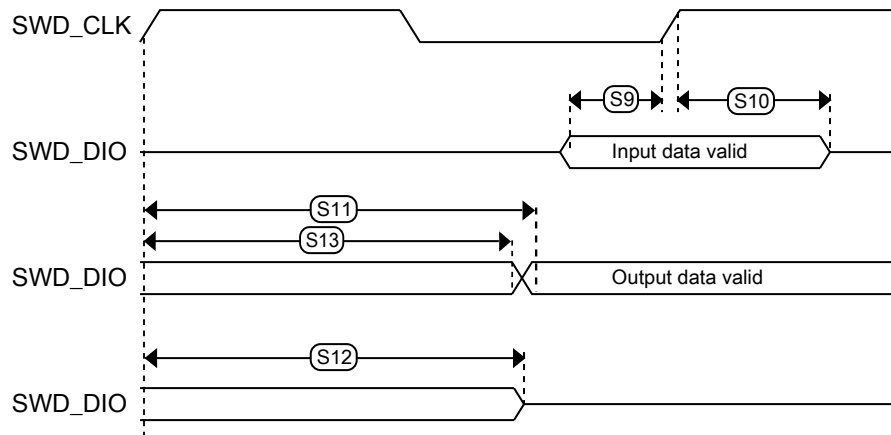 SWD_CLK
S9
S10
SWD_DIO
Input data valid
S11
S13
SWD_DIO
Output data valid
S12
SWD_DIO